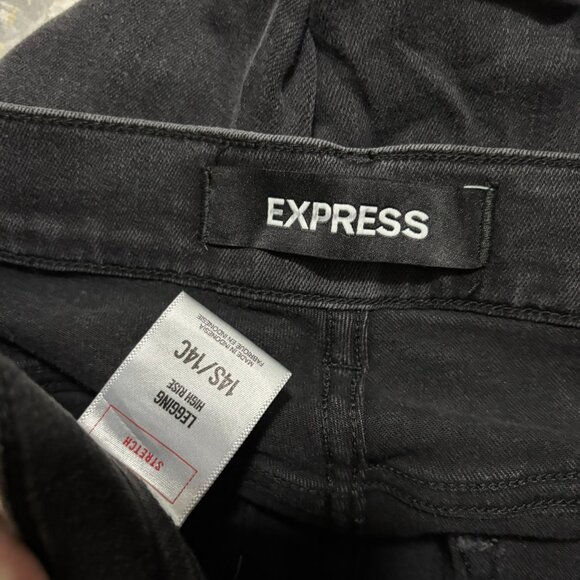 EXPRESS
MADE IN INDONESIA
FABRIQUÉ EN INDONÉSIE
14S/14C
HIGH RISE
LEGGING
STRETCH